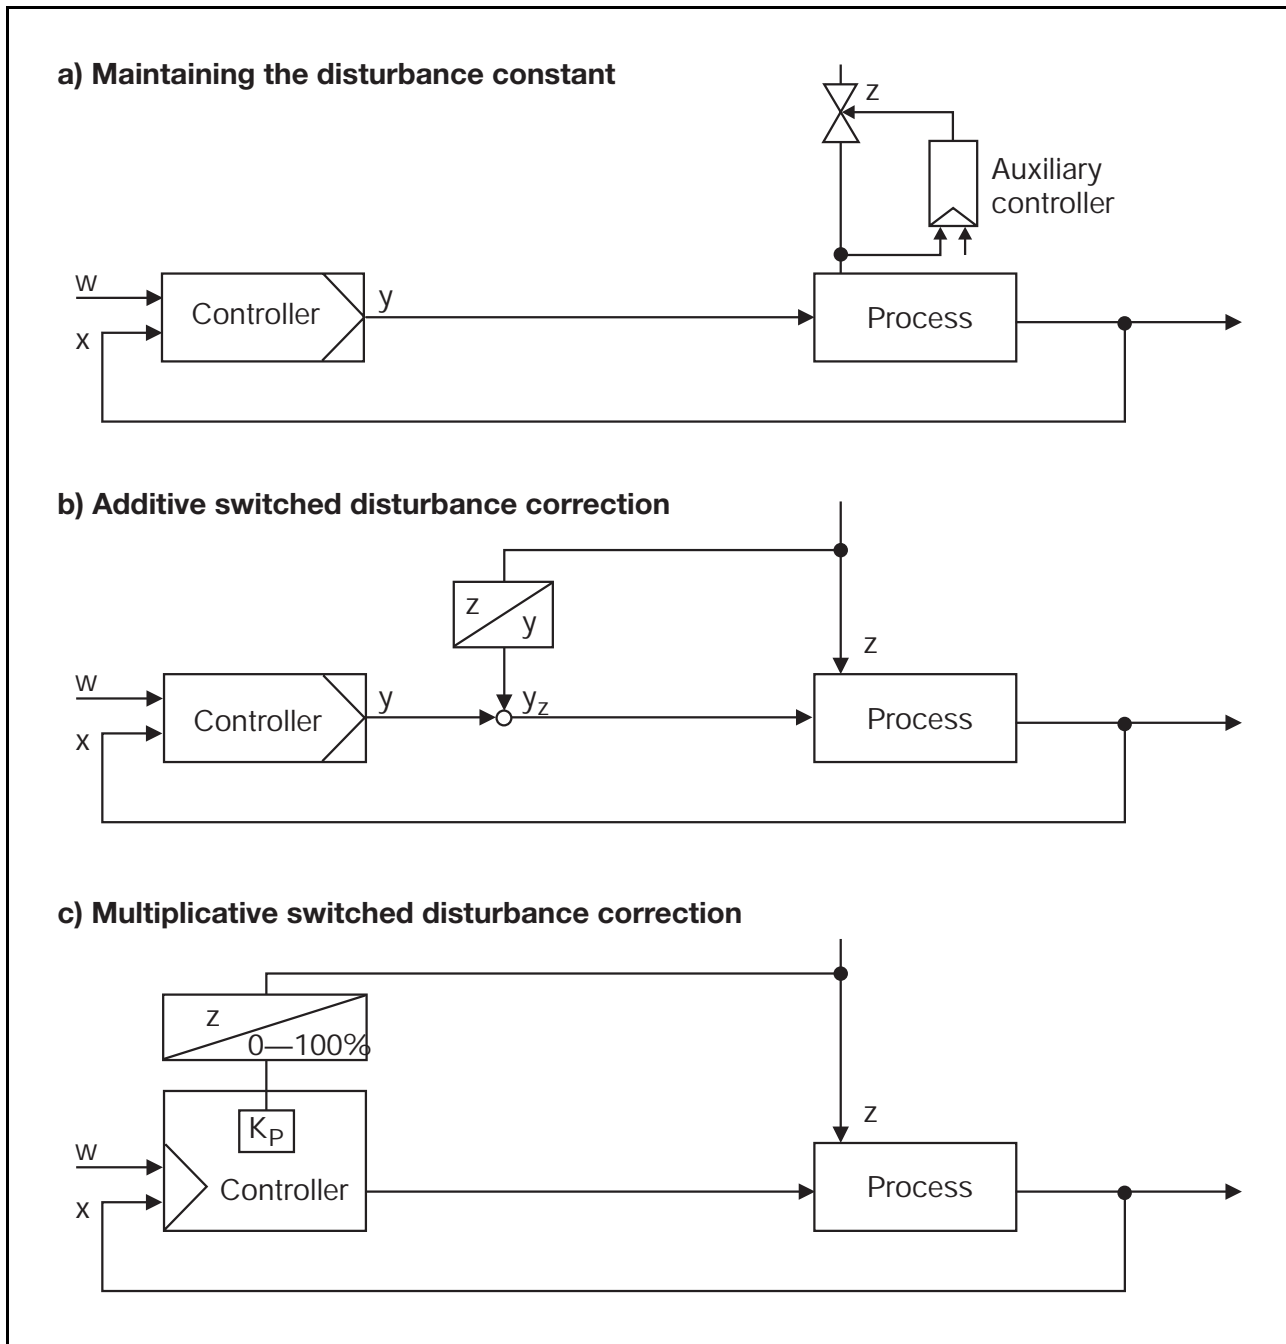 a) Maintaining the disturbance constant
z
Auxiliary
controller
w
x
Controller
y
Process
b) Additive switched disturbance correction
z
y
z
w
x
Controller
y
yz
Process
c) Multiplicative switched disturbance correction
z
0—100%
KP
z
w
x
Controller
Process